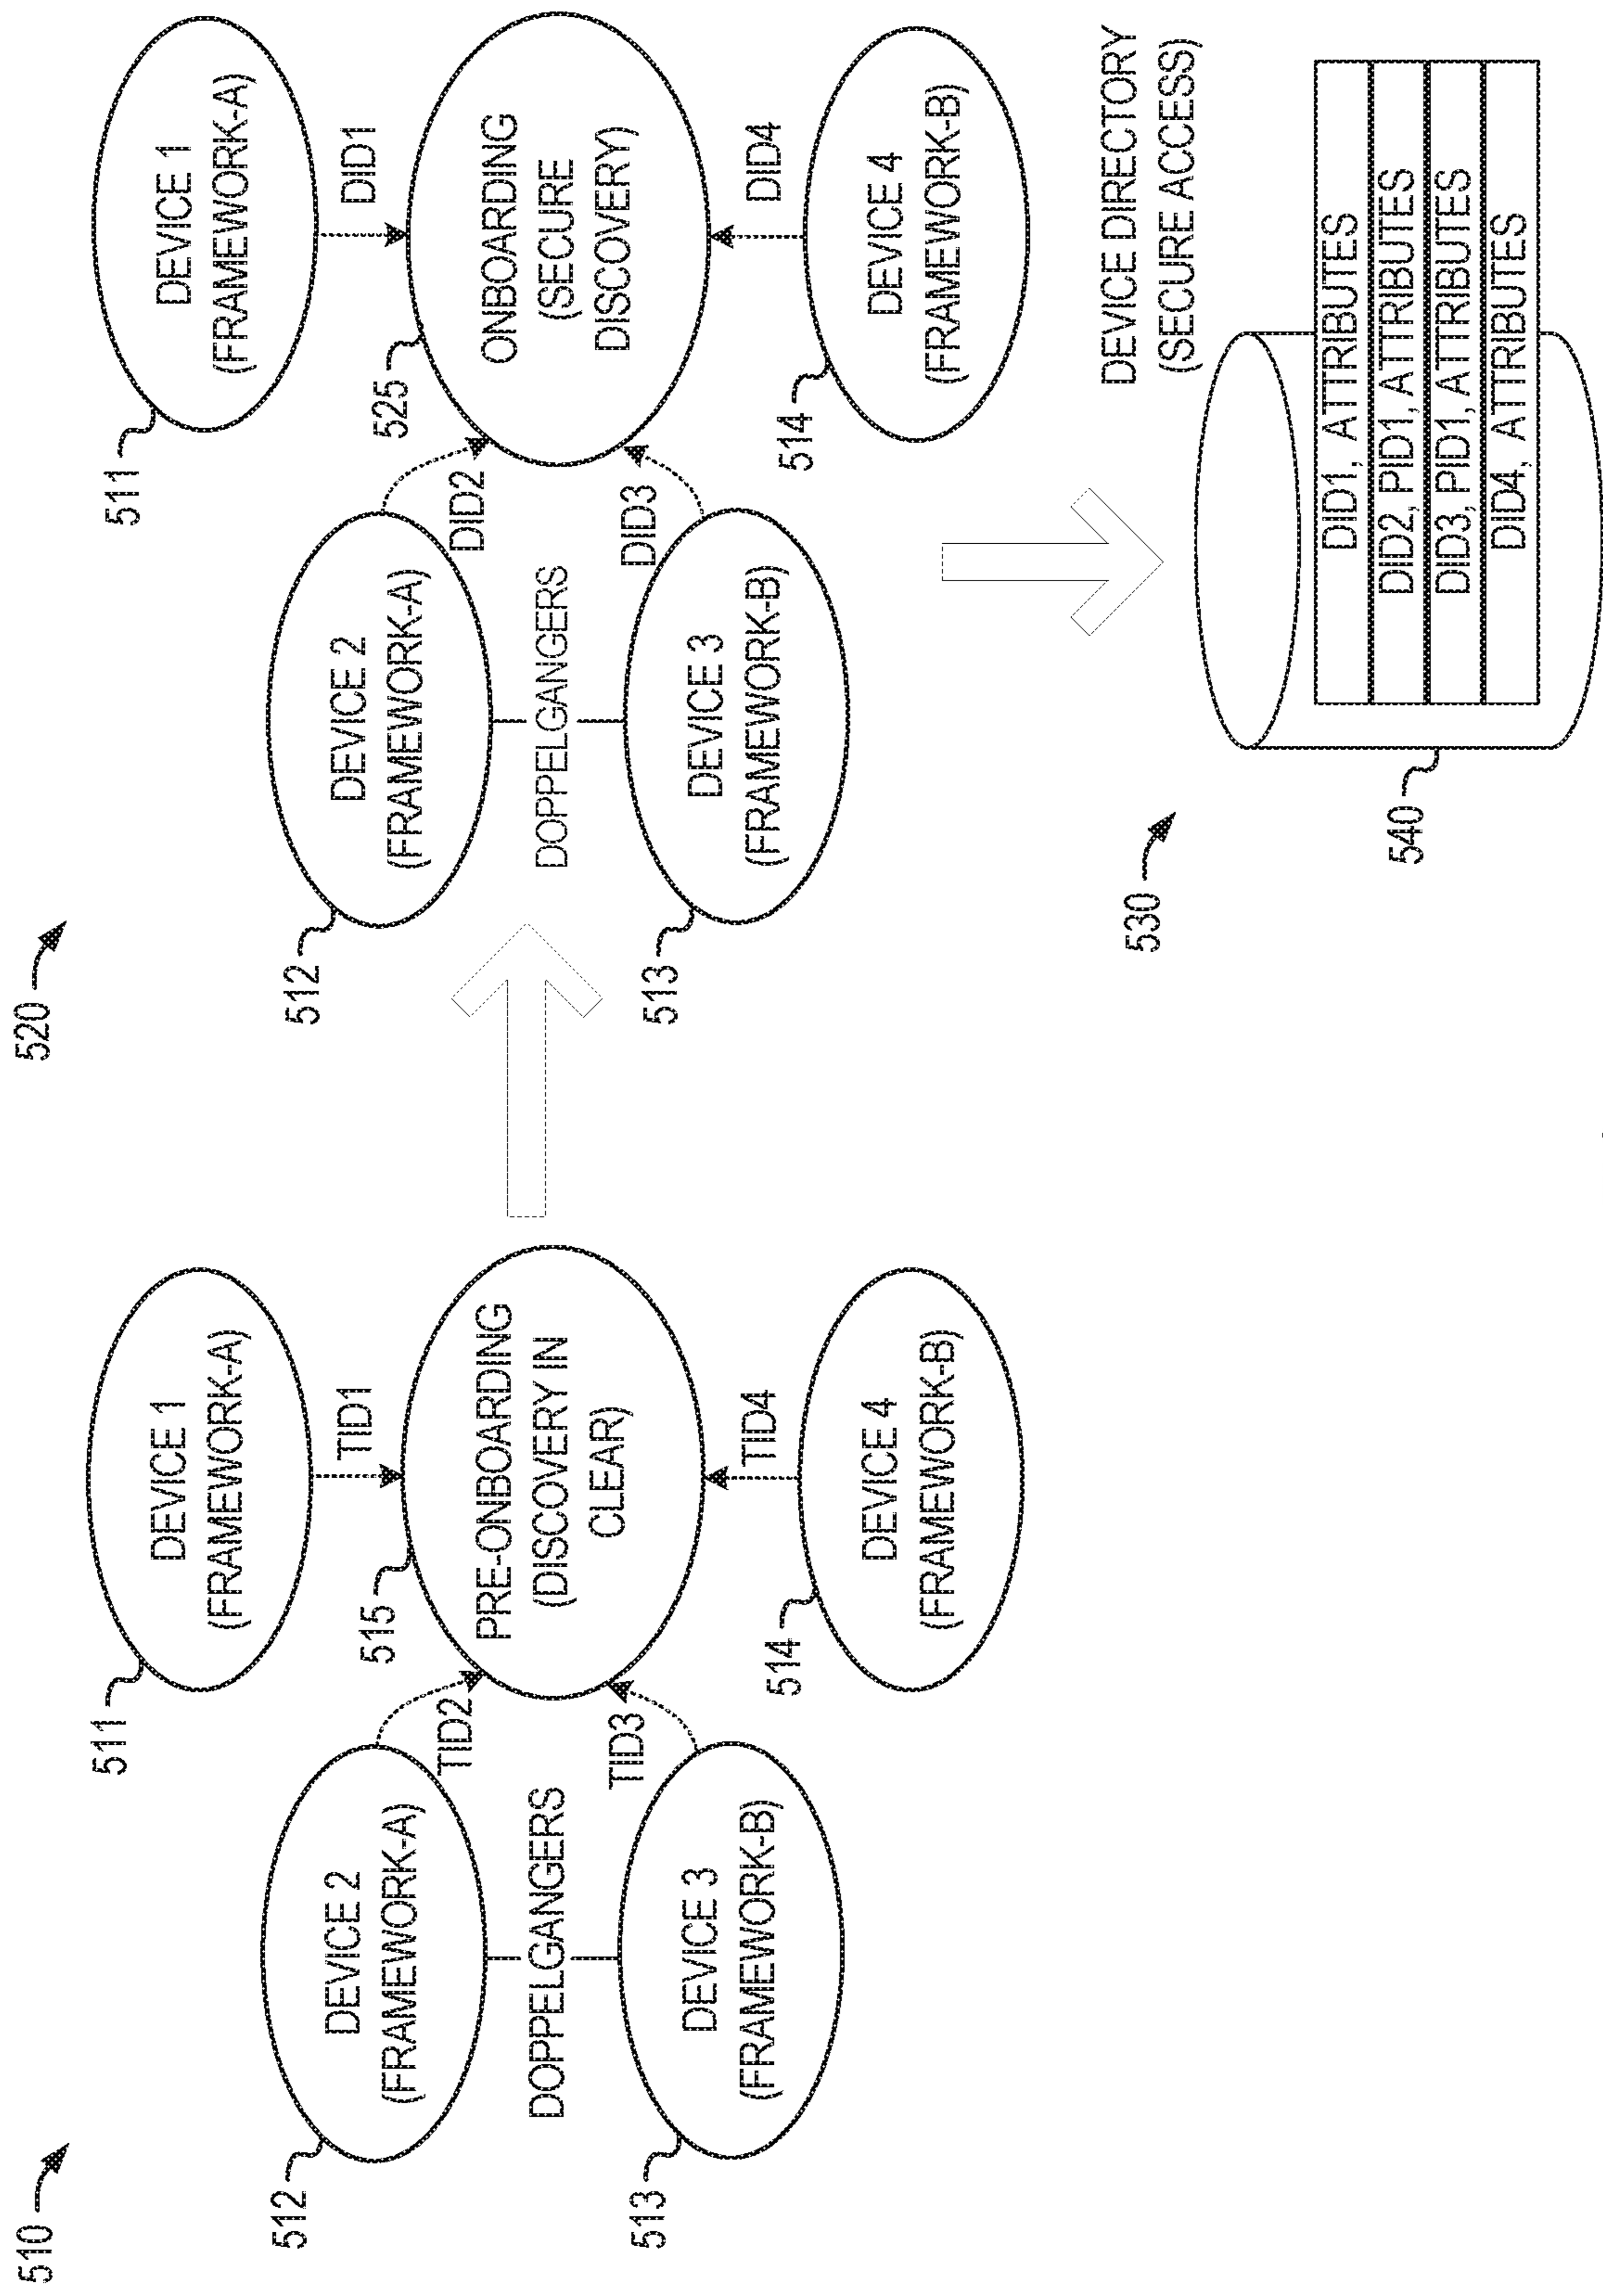 510
511
DEVICE 1
(FRAMEWORK-A)
TID1
512
DEVICE 2
(FRAMEWORK-A)
TID2
515
PRE-ONBOARDING
(DISCOVERY IN
CLEAR)
DOPPELGANGERS
513
DEVICE 3
(FRAMEWORK-B)
TID3
514
DEVICE 4
(FRAMEWORK-B)
TID4
520
511
DEVICE 1
(FRAMEWORK-A)
DID1
512
DEVICE 2
(FRAMEWORK-A)
DID2
525
ONBOARDING
(SECURE
DISCOVERY)
DOPPELGANGERS
513
DEVICE 3
(FRAMEWORK-B)
DID3
514
DEVICE 4
(FRAMEWORK-B)
DID4
530
DEVICE DIRECTORY
(SECURE ACCESS)
540
DID1, ATTRIBUTES
DID2, PID1, ATTRIBUTES
DID3, PID1, ATTRIBUTES
DID4, ATTRIBUTES